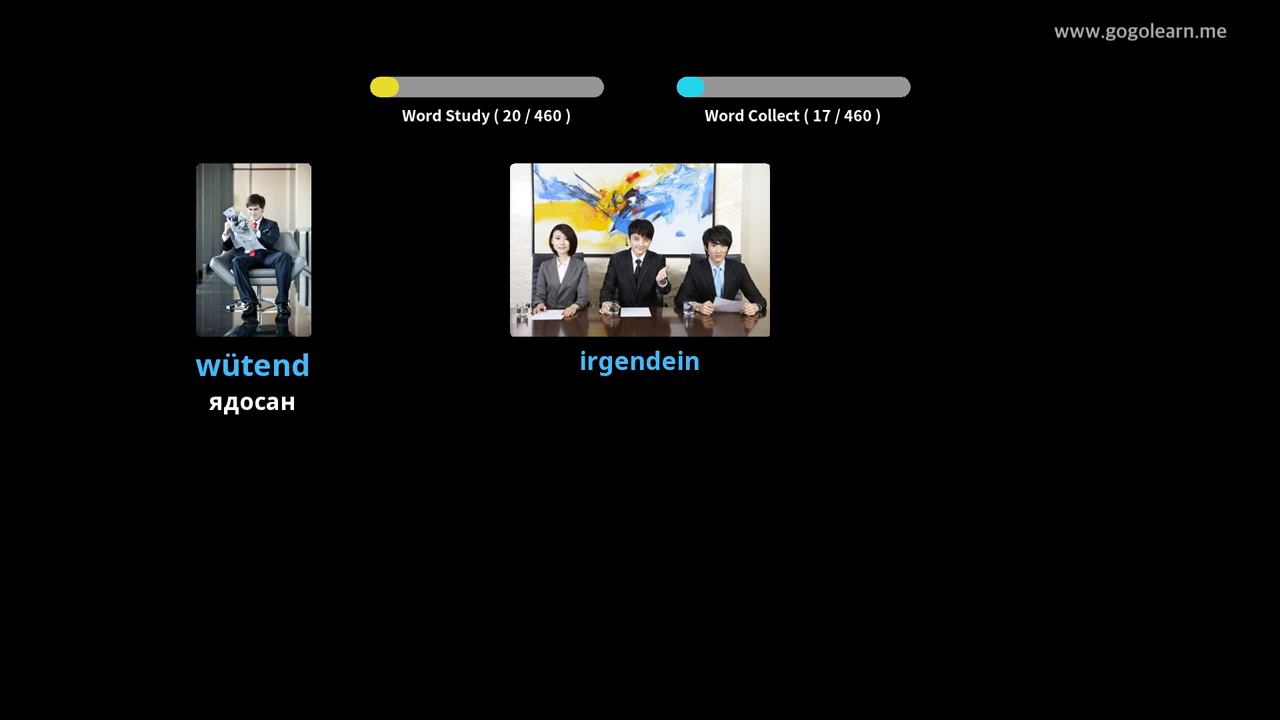 www.gogolearn.me
Word Study ( 20 / 460 )
Word Collect ( 17 / 460 )
wütend
ядосан
irgendein